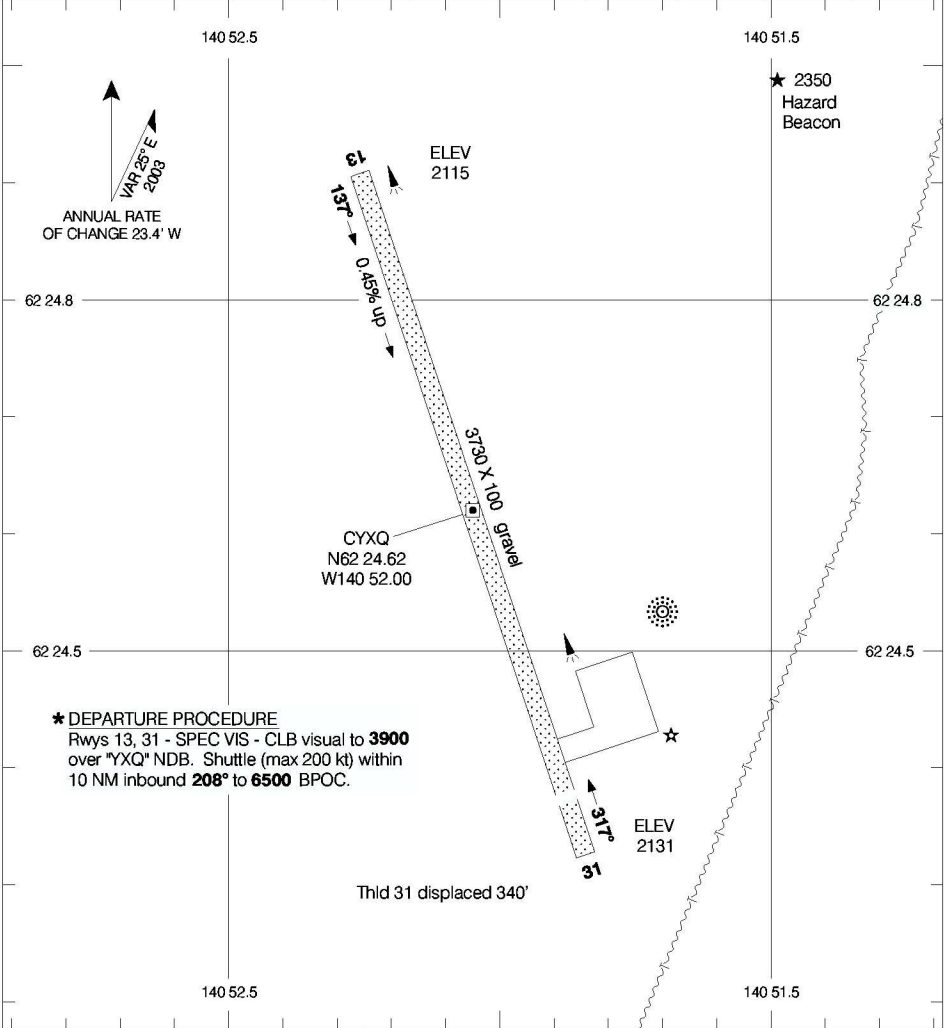 140 52.5
140 51.5
2350
Hazard
Beacon
VAR 25° E
2003
ANNUAL RATE
OF CHANGE 23.4' W
13
ELEV
2115
137°
0.45% up
62 24.8
62 24.8
3730 X 100 gravel
CYXQ
N62 24.62
W140 52.00
62 24.5
62 24.5
* DEPARTURE PROCEDURE
Rwys 13, 31 - SPEC VIS - CLB visual to 3900
over "YXQ" NDB. Shuttle (max 200 kt) within
10 NM inbound 208° to 6500 BPOC.
317°
ELEV
2131
31
Thld 31 displaced 340'
140 52.5
140 51.5